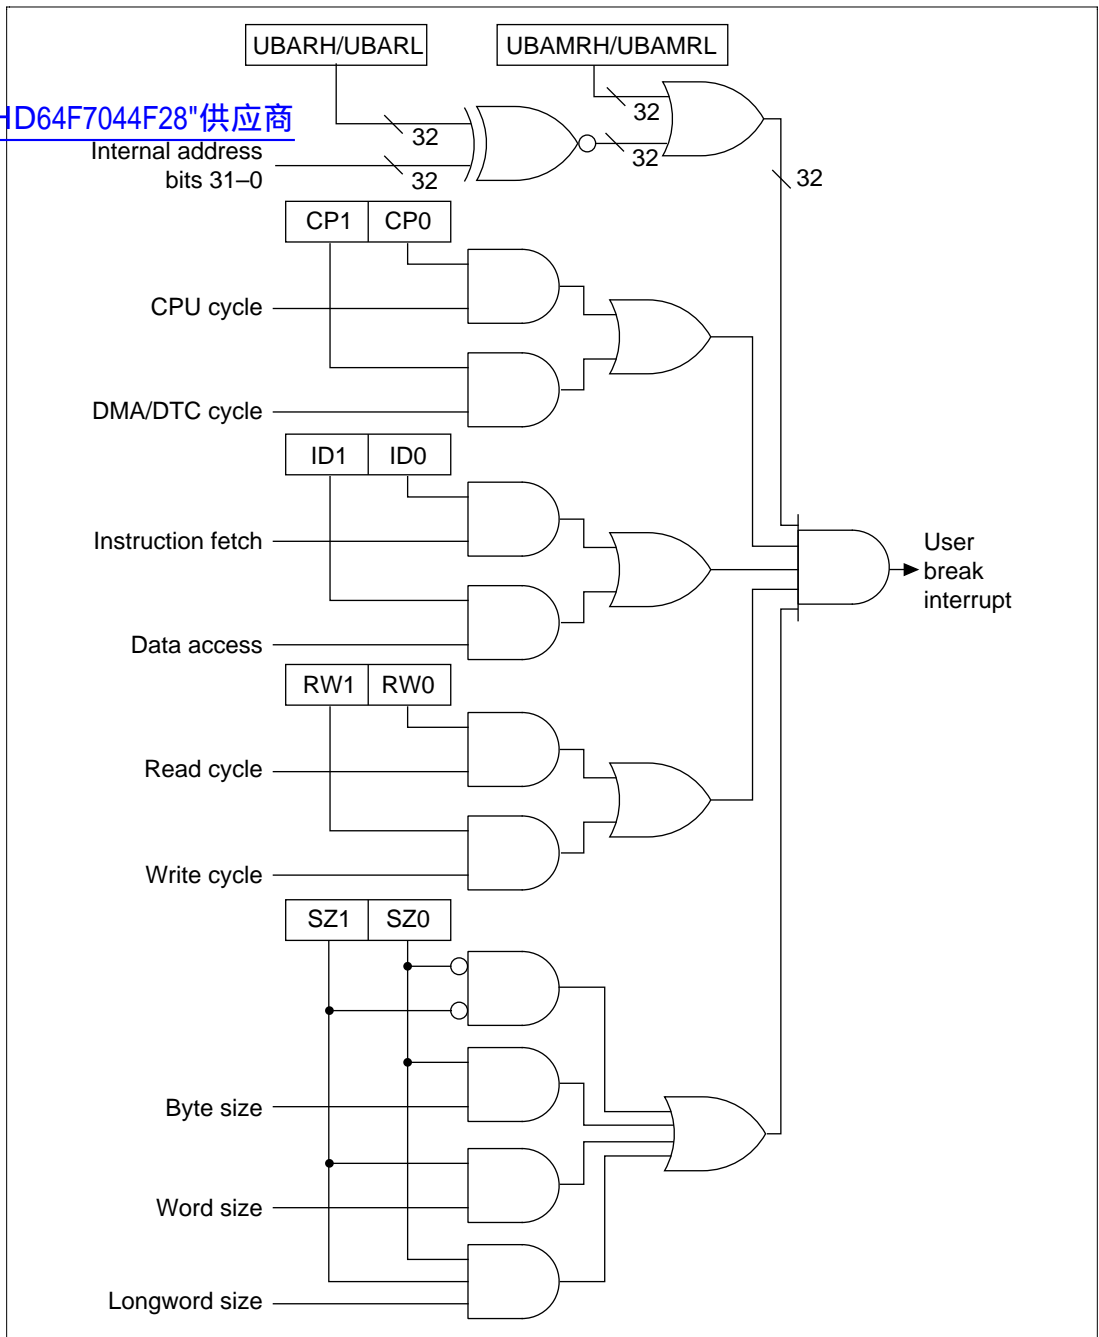 UBARH/UBARL
UBAMRH/UBAMRL
HD64F7044F28"供应商
32
32
32
32
32
Internal address
bits 31–0
CP1 CP0
CPU cycle
DMA/DTC cycle
ID1 ID0
Instruction fetch
Data access
User
break
interrupt
RW1 RW0
Read cycle
Write cycle
SZ1 SZ0
Byte size
Word size
Longword size